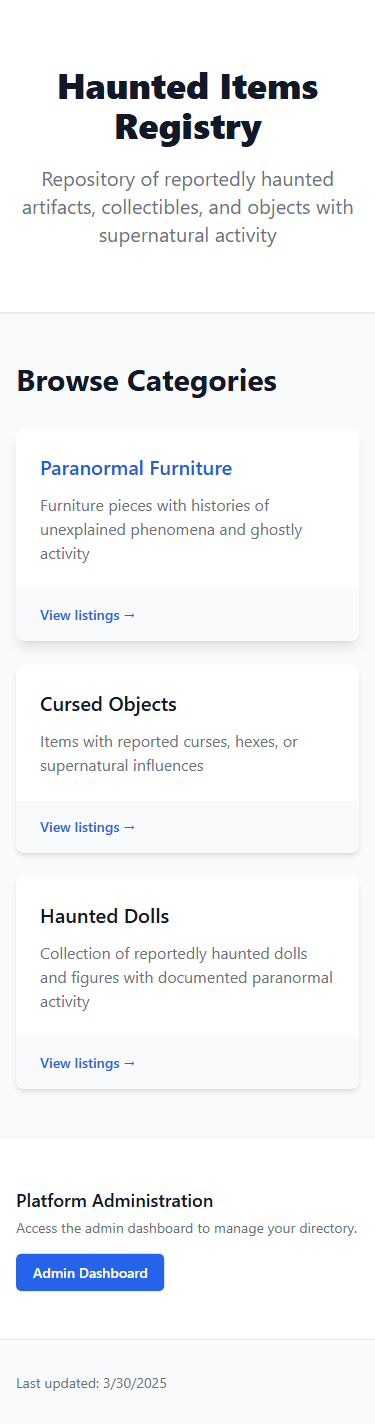 Haunted Items
Registry
Repository of reportedly haunted
artifacts, collectibles, and objects with
supernatural activity
Browse Categories
Paranormal Furniture
Furniture pieces with histories of
unexplained phenomena and ghostly
activity
View listings →
Cursed Objects
Items with reported curses, hexes, or
supernatural influences
View listings →
Haunted Dolls
Collection of reportedly haunted dolls
and figures with documented paranormal
activity
View listings →
Platform Administration
Access the admin dashboard to manage your directory.
Admin Dashboard
Last updated: 3/30/2025